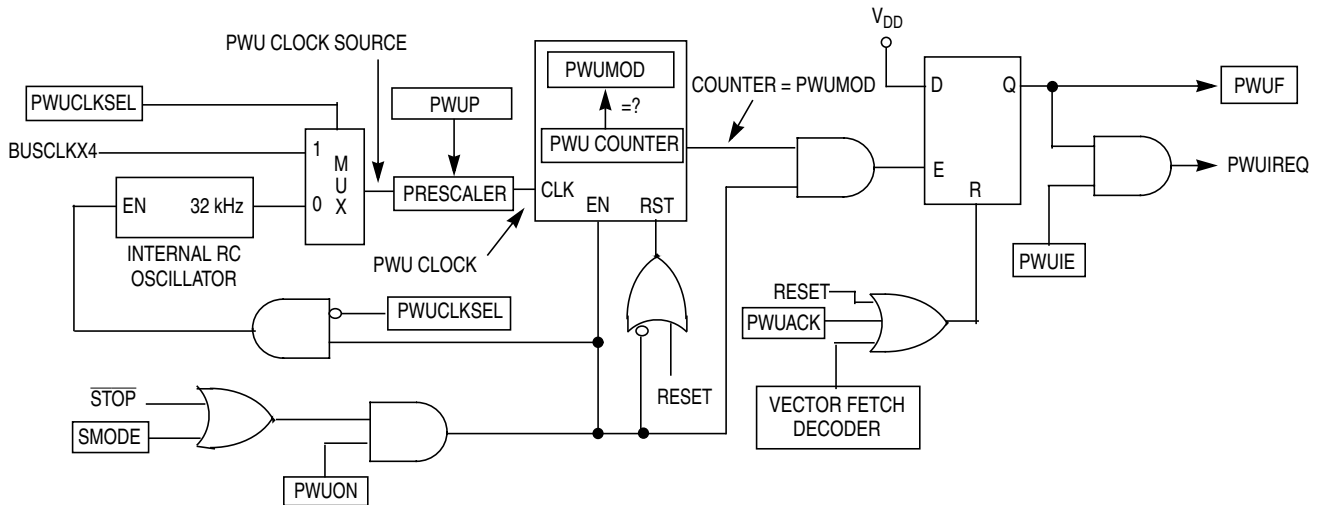 V_DD
PWU CLOCK SOURCE
PWUMOD
COUNTER = PWUMOD
D
Q
PWUF
PWUCLKSEL
PWUP
=?
PWU COUNTER
BUSCLKX4
1
M
U
X
0
PWUIREQ
EN
32 kHz
PRESCALER
CLK
E
EN
RST
R
INTERNAL RC
OSCILLATOR
PWU CLOCK
PWUIE
PWUCLKSEL
RESET
PWUACK
STOP
RESET
VECTOR FETCH
DECODER
SMODE
PWUON